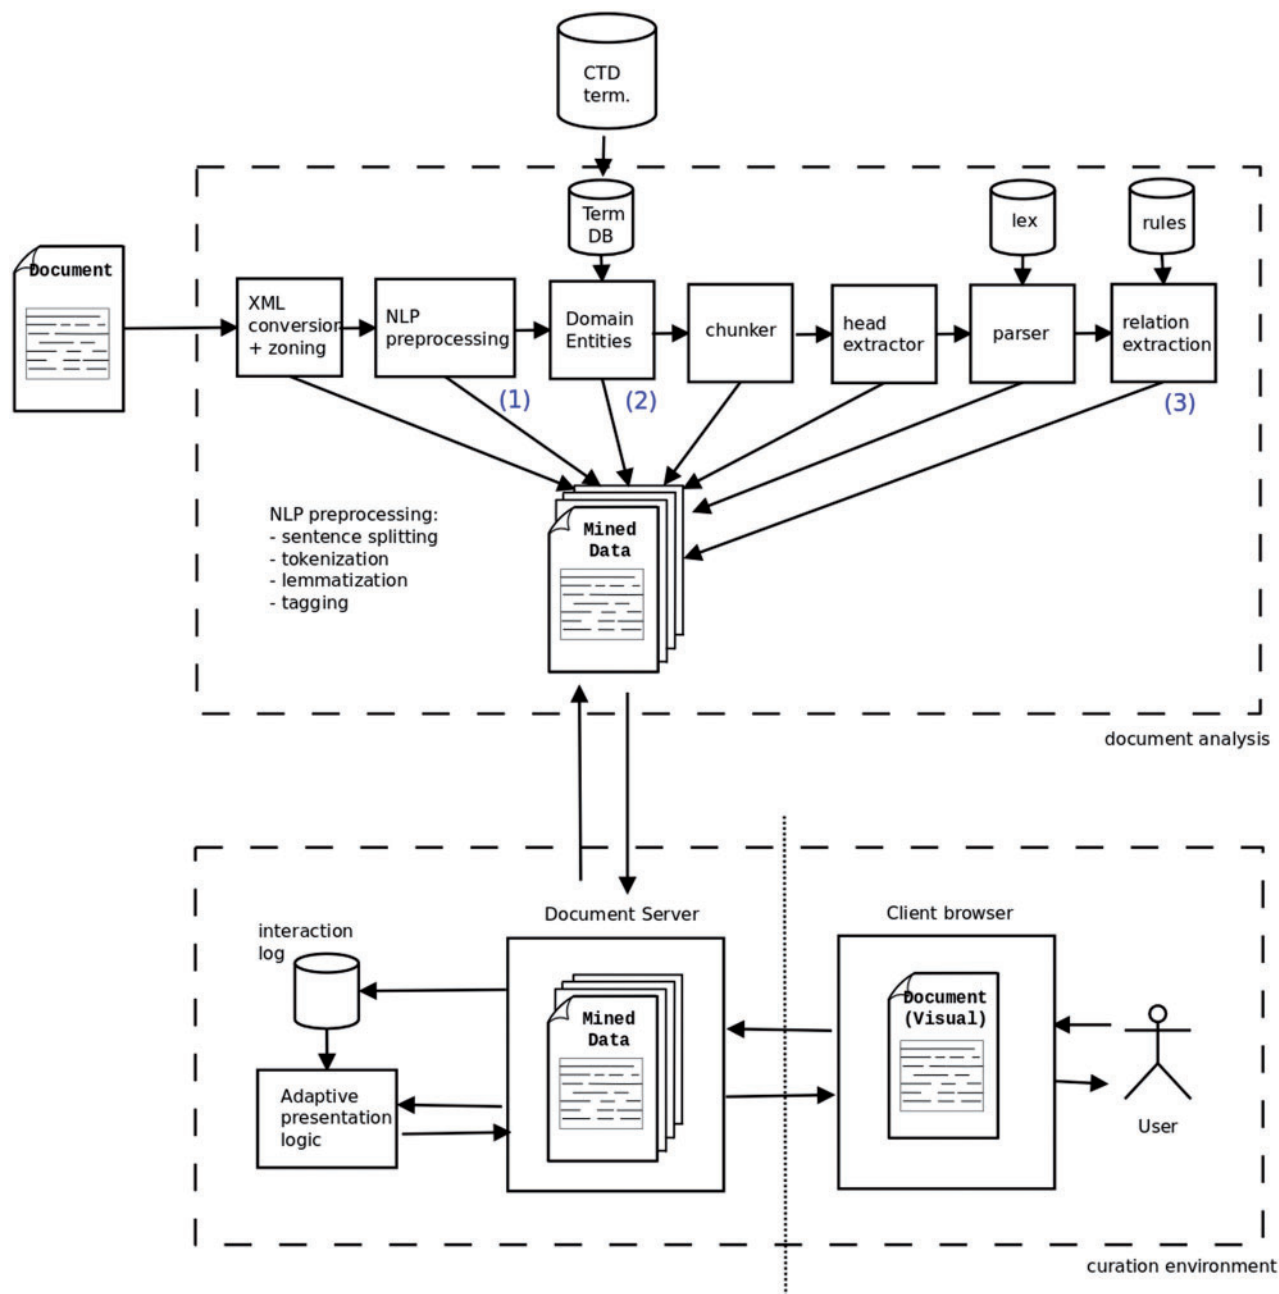 CTD
term.
Term
DB
lex
rules
Document
XML
conversion
+ zoning
NLP
preprocessing
Domain
Entities
chunker
head
extractor
parser
relation
extraction
(1)
(2)
(3)
NLP preprocessing:
- sentence splitting
- tokenization
- lemmatization
- tagging
Mined
Data
document analysis
Document Server
Client browser
interaction
log
Mined
Data
Document
(Visual)
Adaptive
presentation
logic
User
curation environment